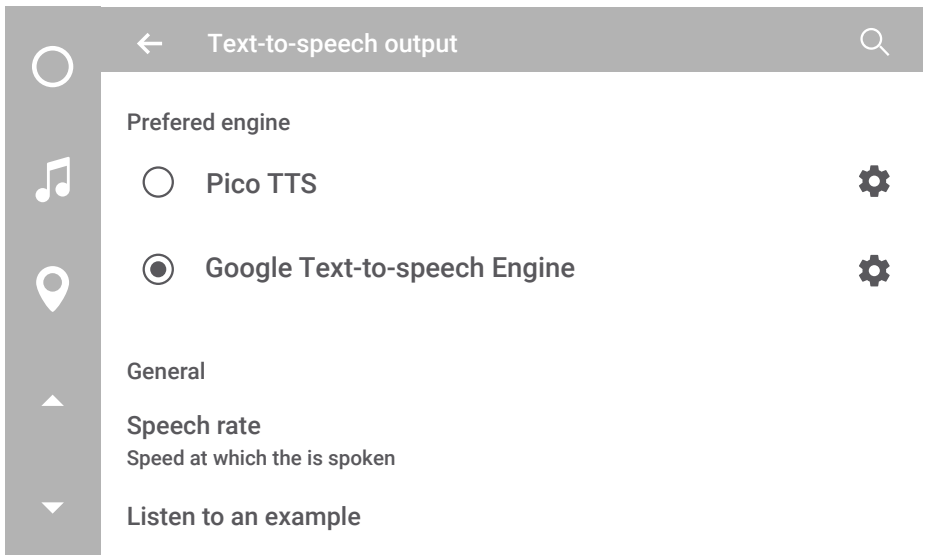 Text-to-speech output
Prefered engine
Pico TTS
Google Text-to-speech Engine
General
Speech rate
Speed at which the is spoken
Listen to an example